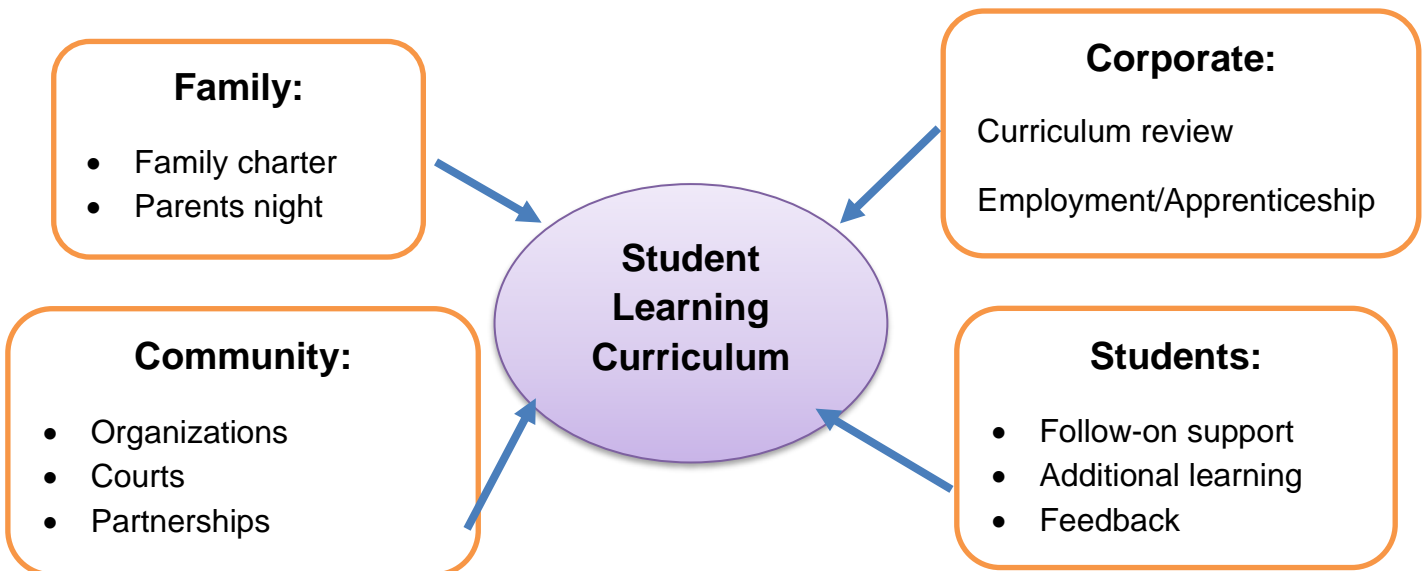 Family:
• Family charter
• Parents night
Corporate:
Curriculum review
Employment/Apprenticeship
Student
Learning
Curriculum
Community:
• Organizations
• Courts
• Partnerships
Students:
• Follow-on support
• Additional learning
• Feedback